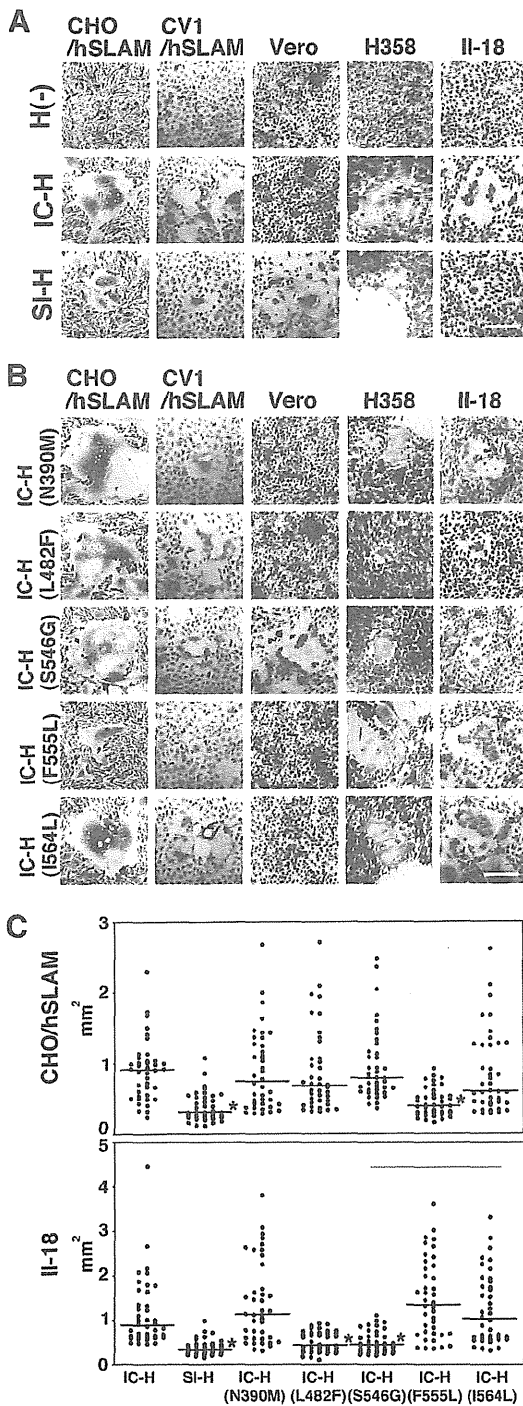 A
CHO /hSLAM CV1 /hSLAM Vero H358 II-18
H(-)
IC-H
SI-H
B
CHO /hSLAM CV1 /hSLAM Vero H358 II-18
IC-H (N390M)
IC-H (L482F)
IC-H (S546G)
IC-H (F555L)
IC-H (I564L)
C
CHO/hSLAM
mm2
3
2
1
0
*
*
II-18
mm2
5
4
3
2
1
0
*
*
*
IC-H SI-H IC-H IC-H IC-H IC-H IC-H
(N390M) (L482F) (S546G) (F555L) (I564L)